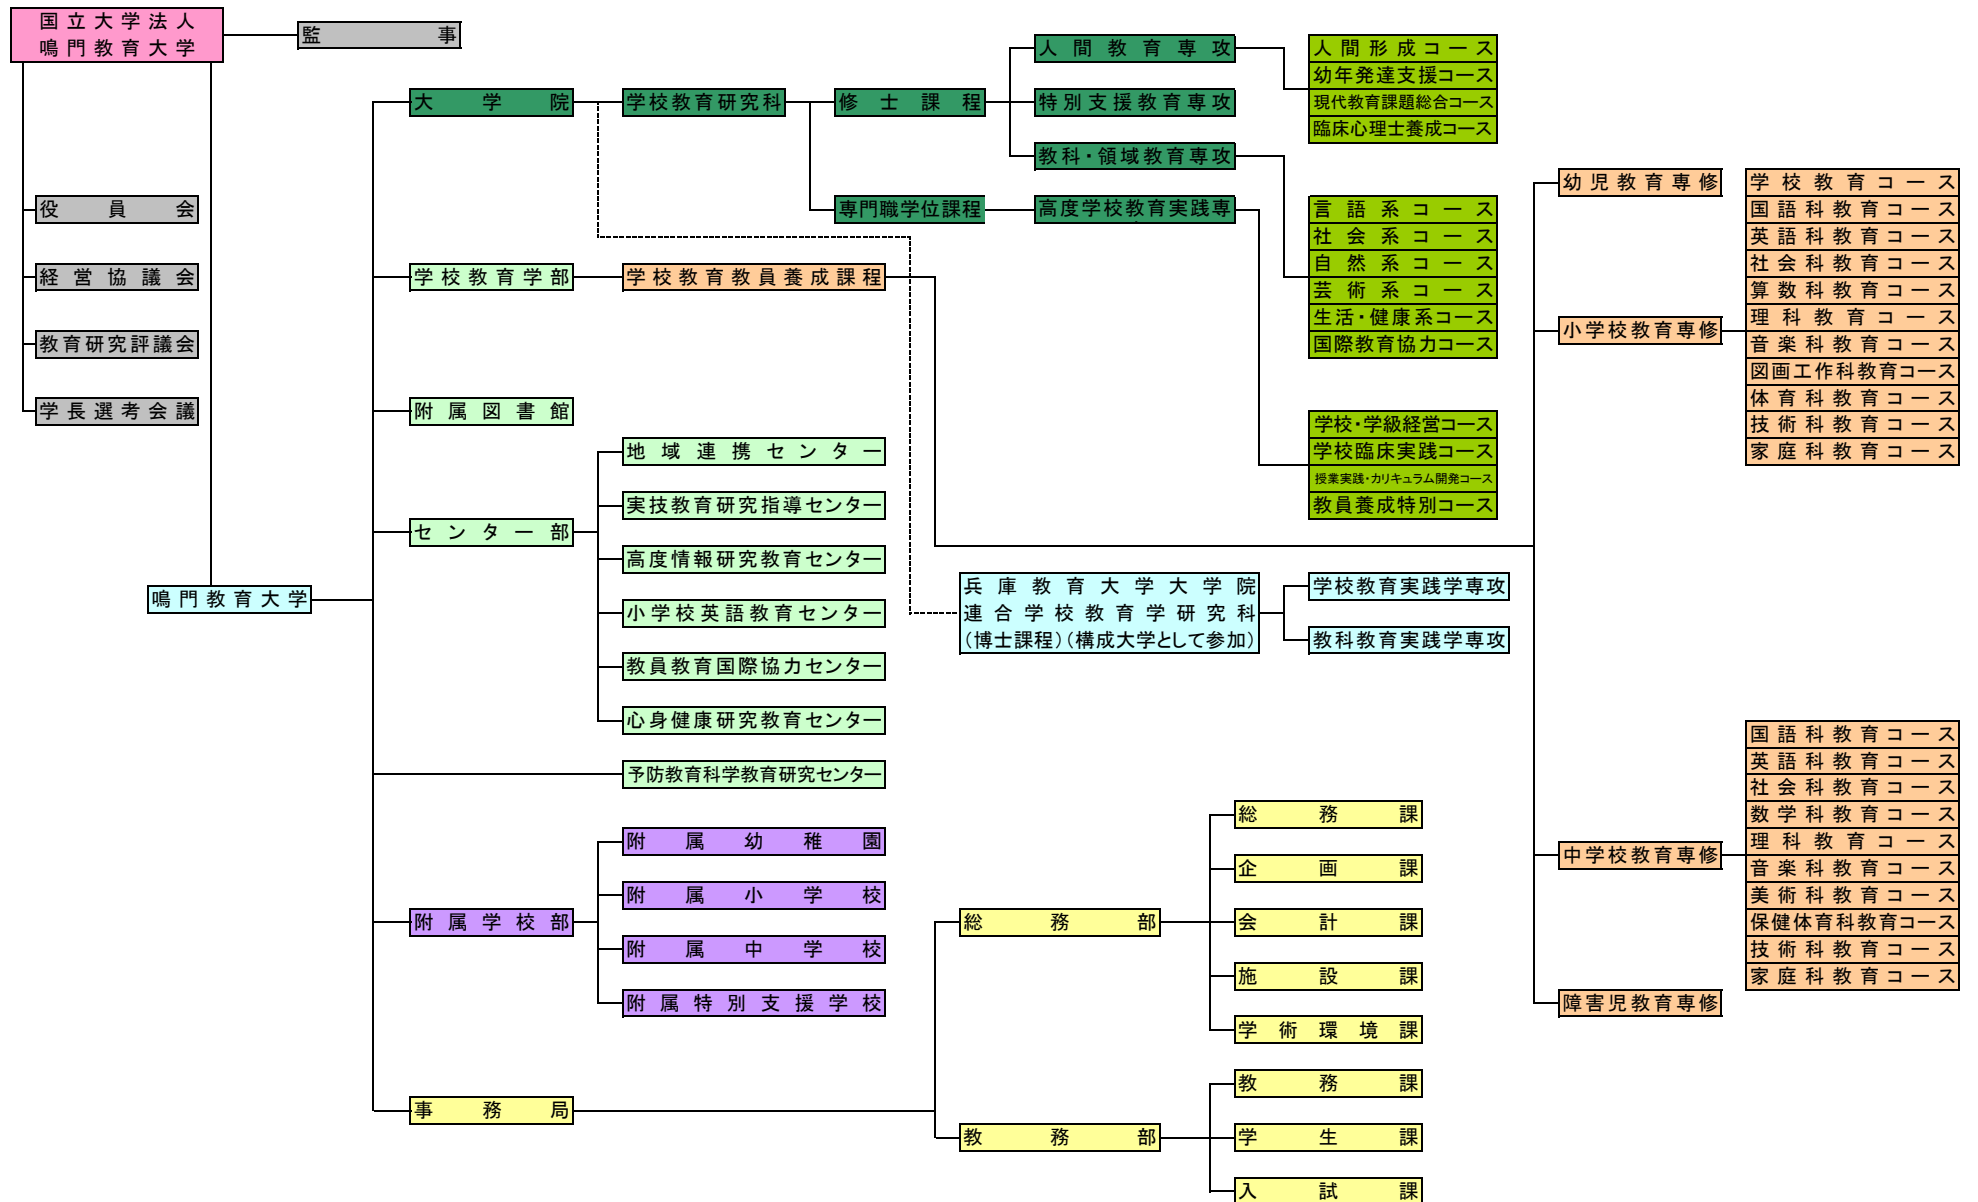 国立大学法人
鳴門教育大学
監事
役員会
経営協議会
教育研究評議会
学長選考会議
鳴門教育大学
大学院
学校教育研究科
修士課程
人間教育専攻
特別支援教育専攻
教科・領域教育専攻
専門職学位課程
高度学校教育実践専
人間形成コース
幼年発達支援コース
現代教育課題総合コース
臨床心理士養成コース
言語系コース
社会系コース
自然系コース
芸術系コース
生活・健康系コース
国際教育協力コース
学校・学級経営コース
学校臨床実践コース
授業実践・カリキュラム開発コース
教員養成特別コース
学校教育学部
学校教育教員養成課程
幼児教育専修
小学校教育専修
学校教育コース
国語科教育コース
英語科教育コース
社会科教育コース
算数科教育コース
理科教育コース
音楽科教育コース
図画工作科教育コース
体育科教育コース
技術科教育コース
家庭科教育コース
中学校教育専修
国語科教育コース
英語科教育コース
社会科教育コース
数学科教育コース
理科教育コース
音楽科教育コース
美術科教育コース
保健体育科教育コース
技術科教育コース
家庭科教育コース
障害児教育専修
兵庫教育大学大学院
連合学校教育学研究科
(博士課程)(構成大学として参加)
学校教育実践学専攻
教科教育実践学専攻
附属図書館
センター部
地域連携センター
実技教育研究指導センター
高度情報研究教育センター
小学校英語教育センター
教員教育国際協力センター
心身健康研究教育センター
予防教育科学教育研究センター
附属学校部
附属幼稚園
附属小学校
附属中学校
附属特別支援学校
事務局
総務部
総務課
企画課
会計課
施設課
学術環境課
教務部
教務課
学生課
入試課